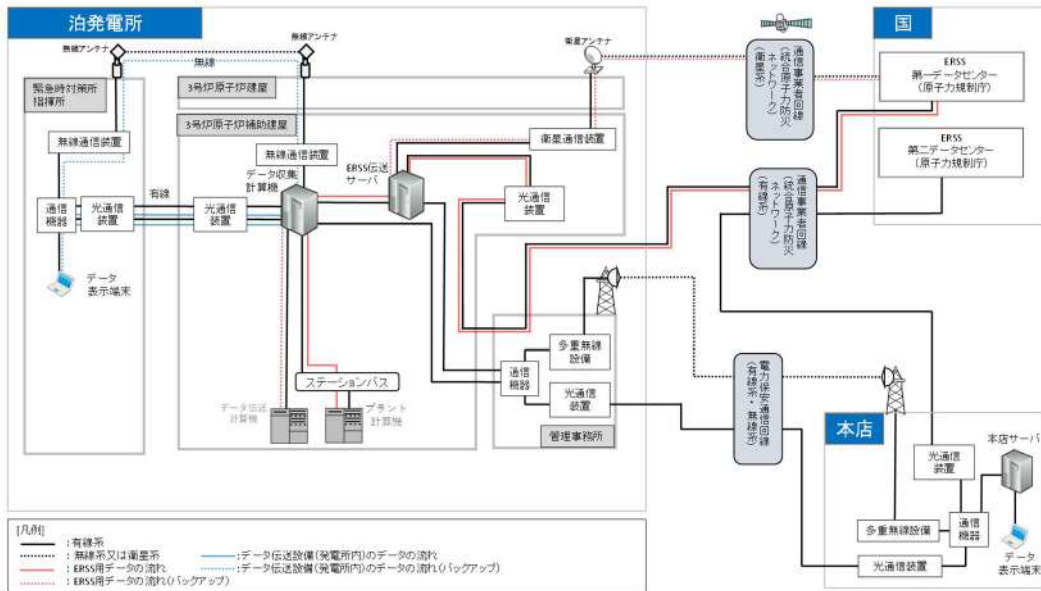 泊発電所
無線アンテナ
無線アンテナ
無線
衛星アンテナ
緊急時対策所
指揮所
3号炉原子炉建屋
3号炉原子炉補助建屋
無線通信装置
無線通信装置
衛星通信装置
データ収集
計算機
ERSS伝送
サーバ
有線
通信
機器
光通信
装置
光通信
装置
光通信
装置
データ
表示端末
ステーションバス
データ伝送
計算機
プラント
計算機
通信
機器
多重無線
設備
光通信
装置
管理事務所
通信事業者回線
(統合原子力防災
ネットワーク)
(衛星系)
通信事業者回線
(統合原子力防災
ネットワーク)
(有線系)
電力保安通信回線
(有線系・無線系)
国
ERSS
第一データセンター
(原子力規制庁)
ERSS
第二データセンター
(原子力規制庁)
本店
本店サーバ
光通信
装置
多重無線設備
通信
機器
光通信装置
データ
表示端末
[凡例]
:有線系
:無線系又は衛星系
:ERSS用データの流れ
:ERSS用データの流れ(バックアップ)
:データ伝送設備(発電所内)のデータの流れ
:データ伝送設備(発電所内)のデータの流れ(バックアップ)